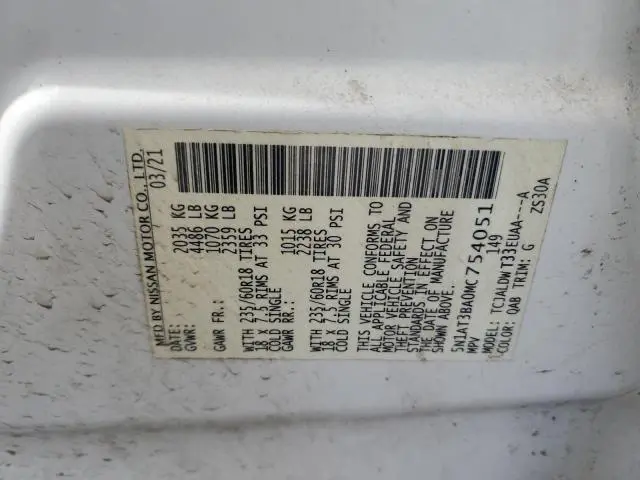 MFD BY NISSAN MOTOR CO., LTD.
03/21
GVWR: 2035 KG
4486 LB
GAWR FR.: 1070 KG
2359 LB
WITH 235/60R18 TIRES
18 X 7.5 RIMS AT 33 PSI
COLD SINGLE
GAWR RR.: 1015 KG
2238 LB
WITH 235/60R18 TIRES
18 X 7.5 RIMS AT 30 PSI
COLD SINGLE
THIS VEHICLE CONFORMS TO
ALL APPLICABLE FEDERAL
MOTOR VEHICLE SAFETY AND
THEFT PREVENTION
STANDARDS IN EFFECT ON
THE DATE OF MANUFACTURE
SHOWN ABOVE.
5N1AT3BA0MC754051
MPV 149
MODEL: TCJALDWT33EUAA----A
COLOR: QAB TRIM: G ZS30A